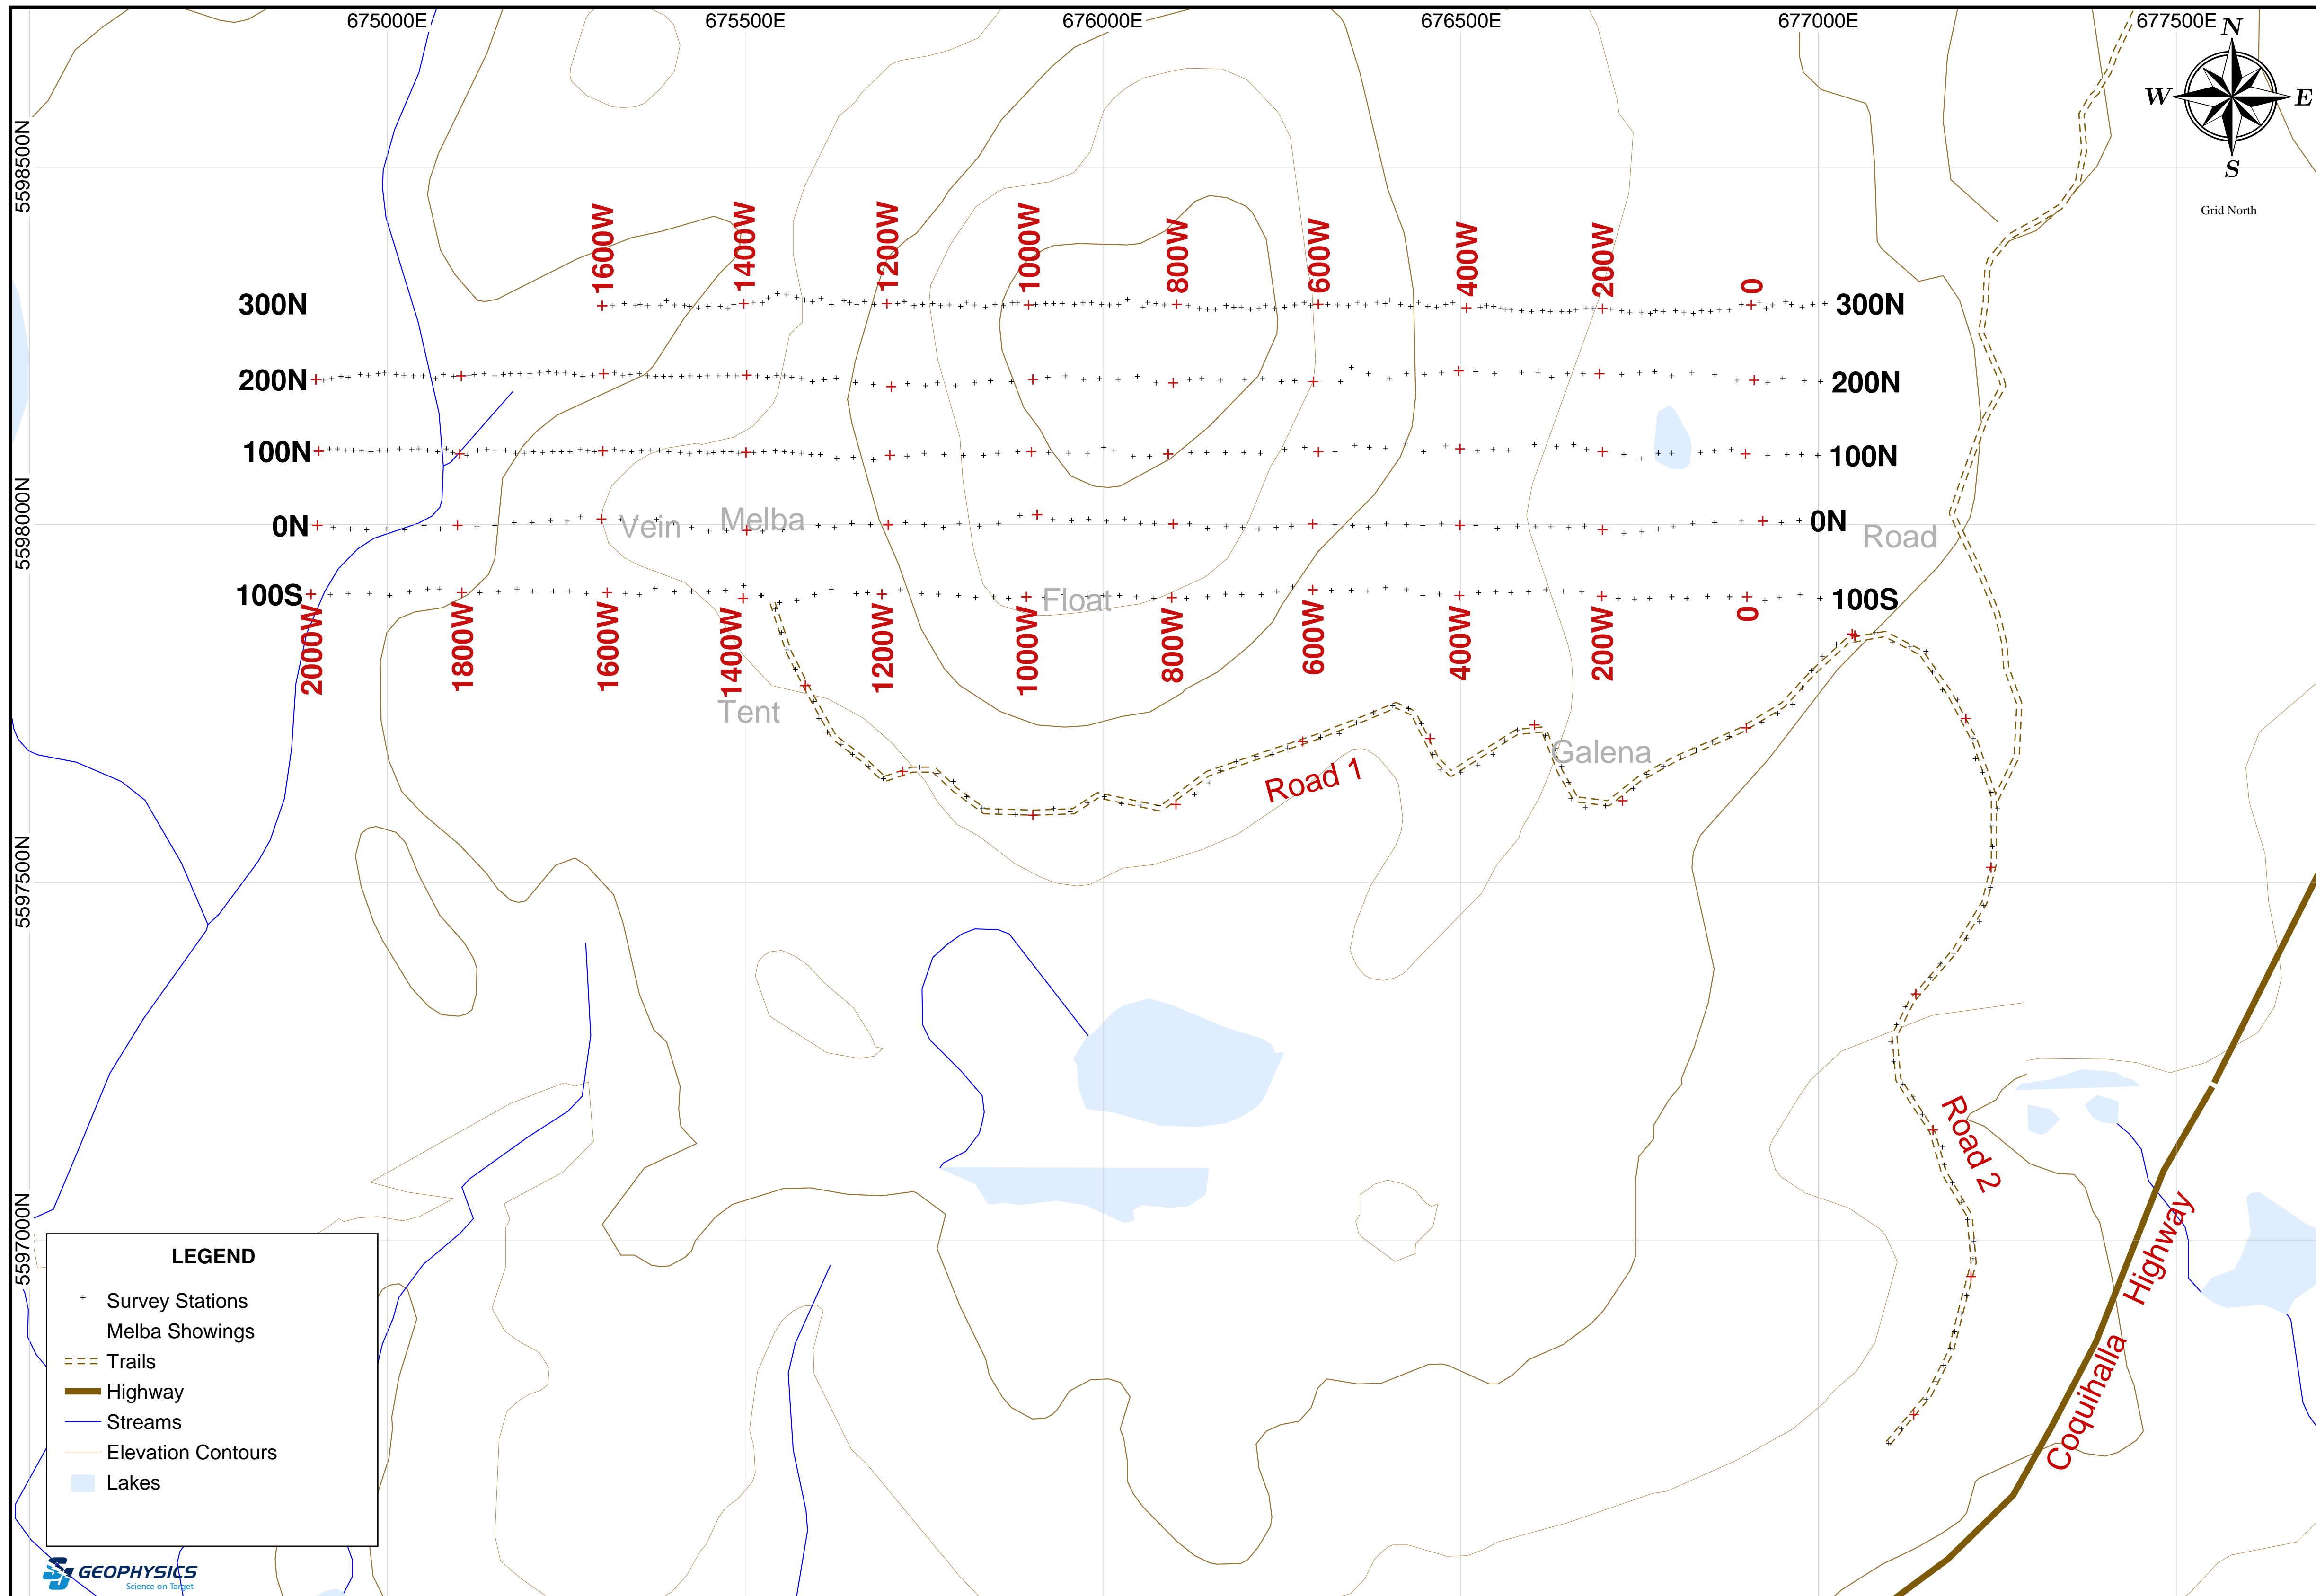 675000E 675500E 676000E 676500E 677000E 677500E
N
W E
S
Grid North
5598500N
1600W 1400W 1200W 1000W 800W 600W 400W 200W 0
300N 300N
200N 200N
100N 100N
5598000N
0N Vein Melba 0N Road
100S Float 100S
2000W 1800W 1600W 1400W 1200W 1000W 800W 600W 400W 200W 0
Tent
Galena
Road 1
5597500N
Road 2
5597000N
Coquihalla Highway
LEGEND
Survey Stations
Melba Showings
Trails
Highway
Streams
Elevation Contours
Lakes
SJ GEOPHYSICS
Science on Target